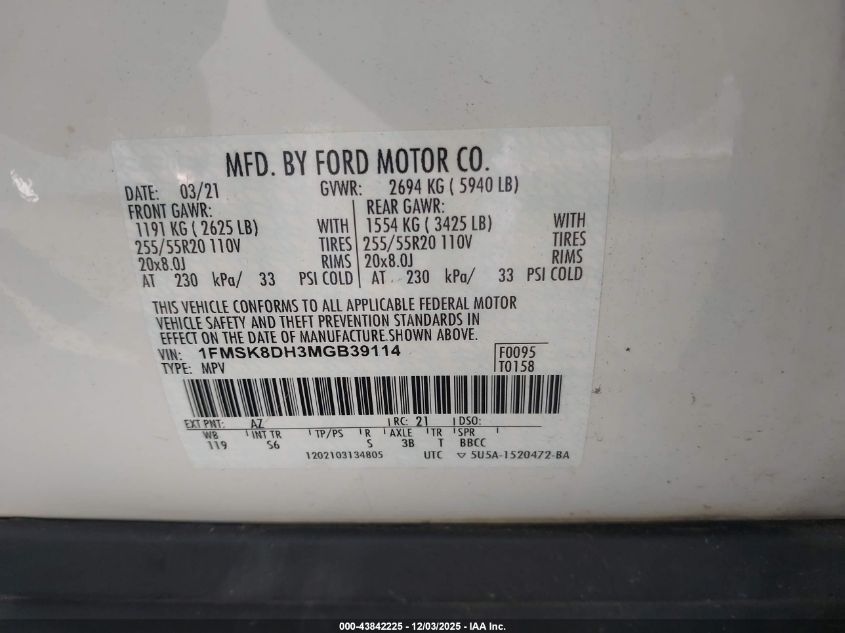 MFD. BY FORD MOTOR CO.
DATE: 03/21 GVWR: 2694 KG ( 5940 LB)
FRONT GAWR: REAR GAWR:
1191 KG ( 2625 LB) WITH 1554 KG ( 3425 LB) WITH
255/55R20 110V TIRES 255/55R20 110V TIRES
20x8.0J RIMS 20x8.0J RIMS
AT 230 kPa/ 33 PSI COLD AT 230 kPa/ 33 PSI COLD
THIS VEHICLE CONFORMS TO ALL APPLICABLE FEDERAL MOTOR
VEHICLE SAFETY AND THEFT PREVENTION STANDARDS IN
EFFECT ON THE DATE OF MANUFACTURE.SHOWN ABOVE.
VIN: 1FMSK8DH3MGB39114 F0095
TYPE: MPV T0158
EXT PNT: AZ RC: 21 DSO:
WB INT TR TP/PS R AXLE TR SPR
119 S6 S 3B T BBCC
1202103134805 UTC ▽ 5U5A-1520472-BA
000-43842225 - 12/03/2025 - IAA Inc.